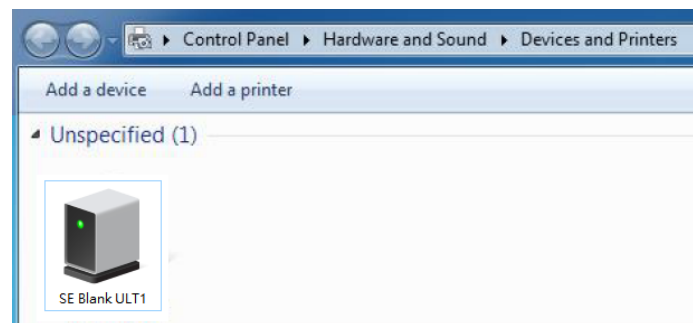 Control Panel Hardware and Sound Devices and Printers
Add a device Add a printer
Unspecified (1)
SE Blank ULT1